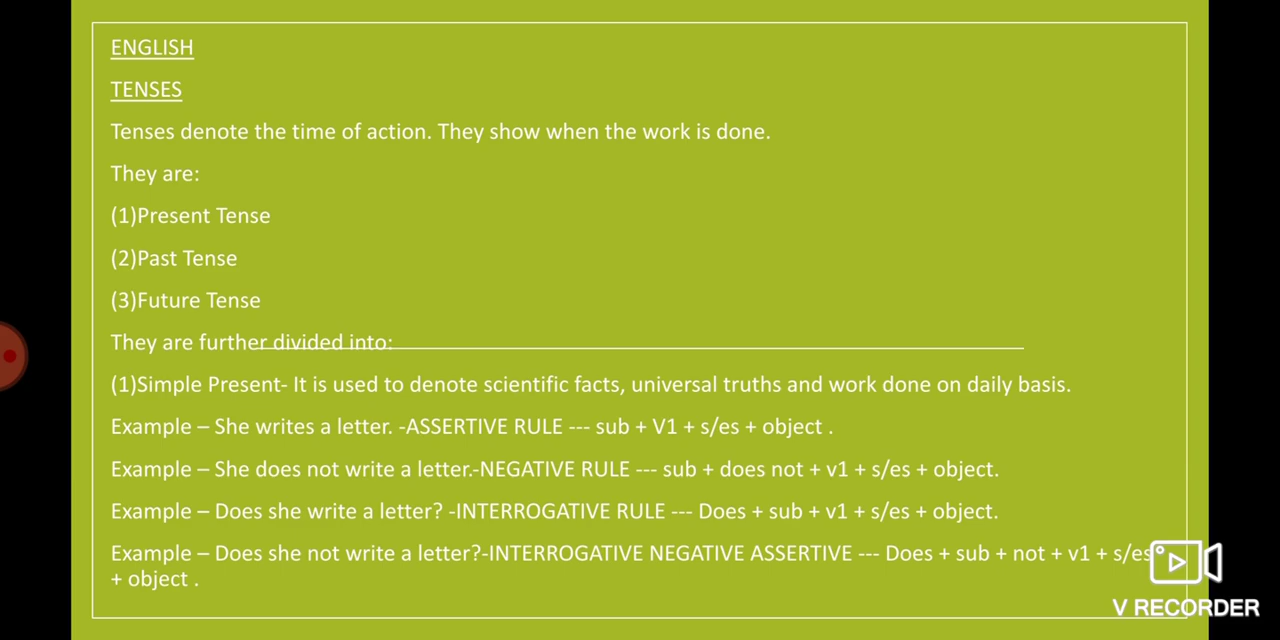 ENGLISH
TENSES
Tenses denote the time of action. They show when the work is done.
They are:
(1)Present Tense
(2)Past Tense
(3)Future Tense
They are further divided into:
(1)Simple Present- It is used to denote scientific facts, universal truths and work done on daily basis.
Example – She writes a letter. -ASSERTIVE RULE --- sub + V1 + s/es + object .
Example – She does not write a letter.-NEGATIVE RULE --- sub + does not + v1 + s/es + object.
Example – Does she write a letter? -INTERROGATIVE RULE --- Does + sub + v1 + s/es + object.
Example – Does she not write a letter?-INTERROGATIVE NEGATIVE ASSERTIVE --- Does + sub + not + v1 + s/es
+ object .
V RECORDER